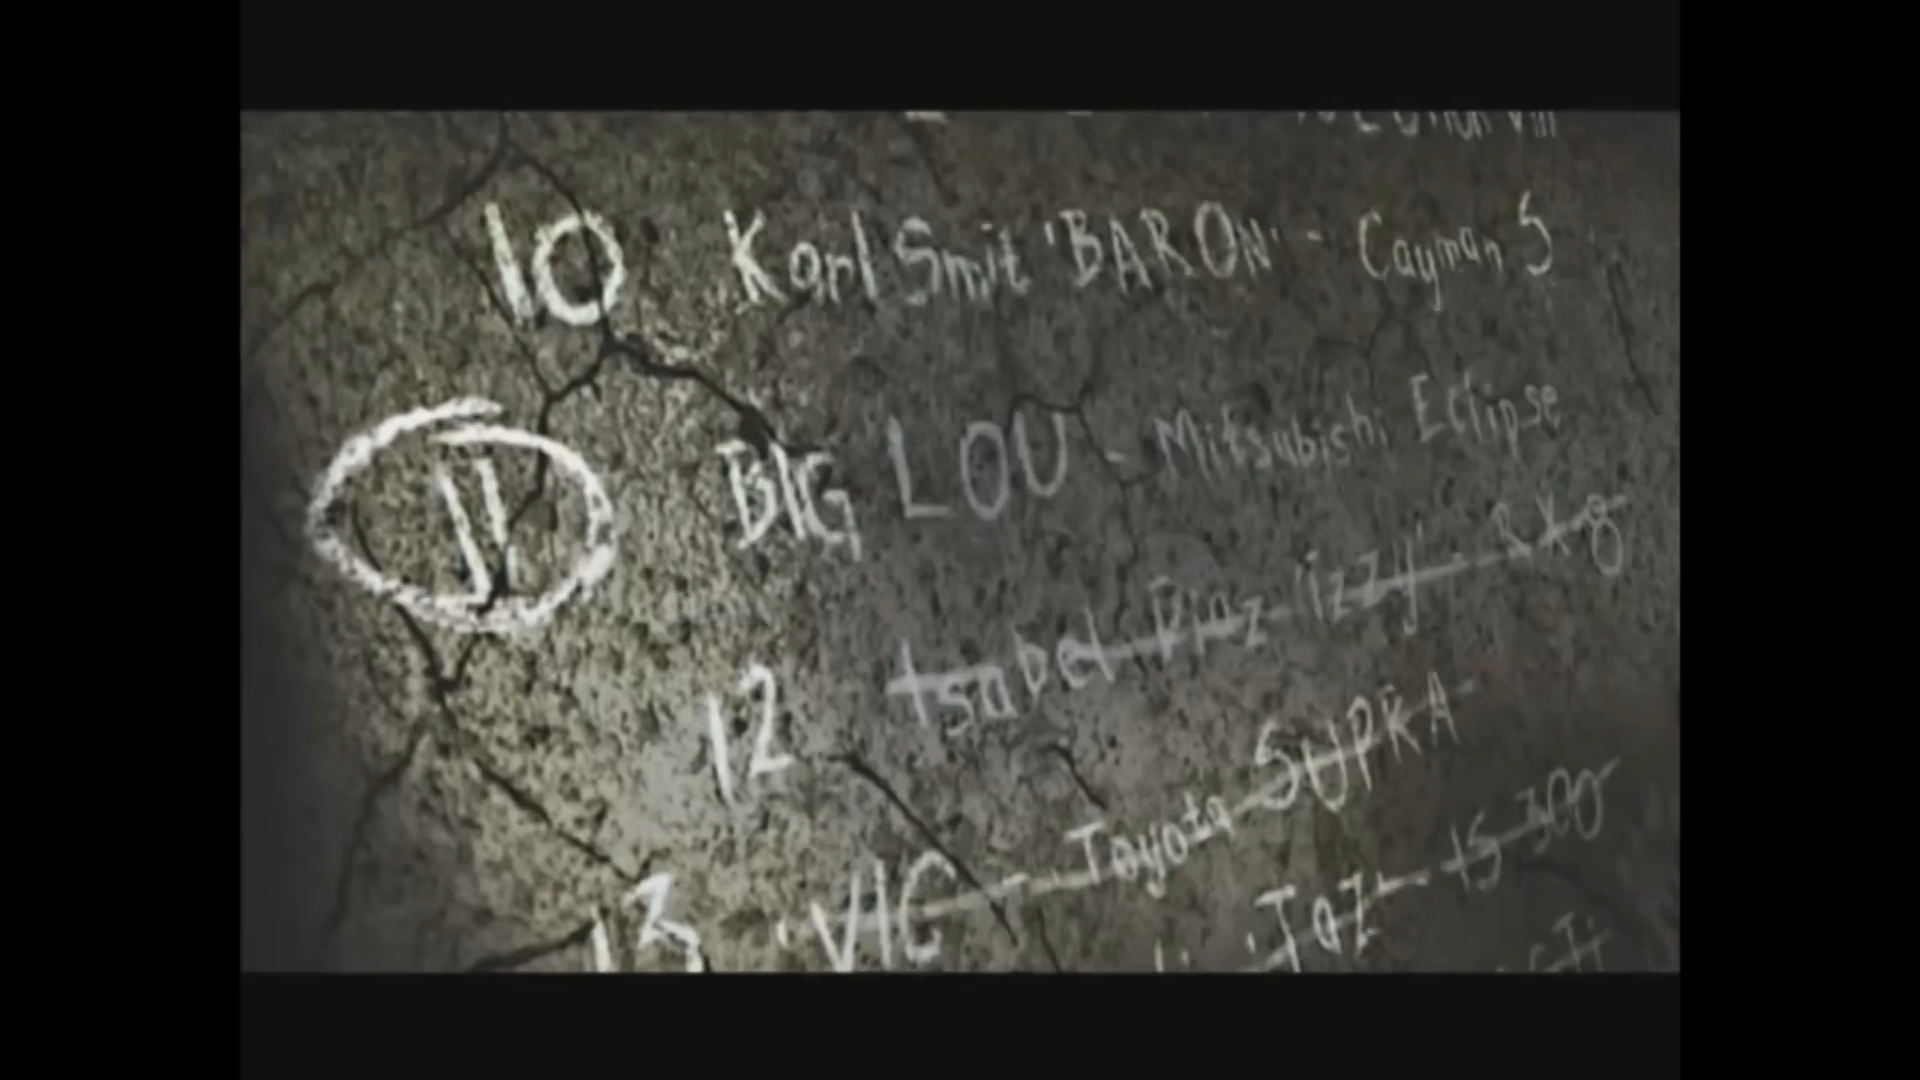 10 Karl Smit 'BARON' - Cayman S
11 BIG LOU - Mitsubishi Eclipse
12 Isabel Diaz 'izzy' - RX-8
13 'VIC' - Toyota SUPRA
'Taz' - IS 300